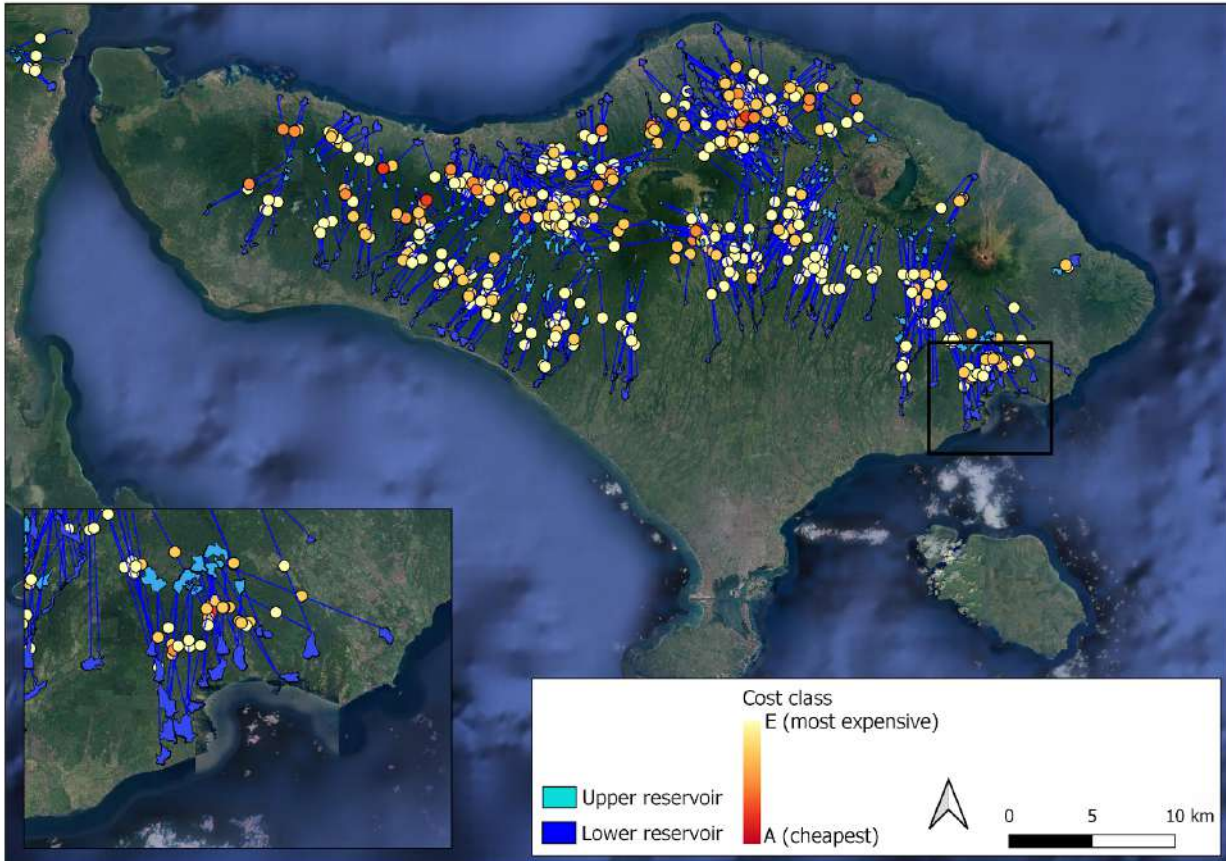 Cost class
E (most expensive)
A (cheapest)
Upper reservoir
Lower reservoir
0 5 10 km